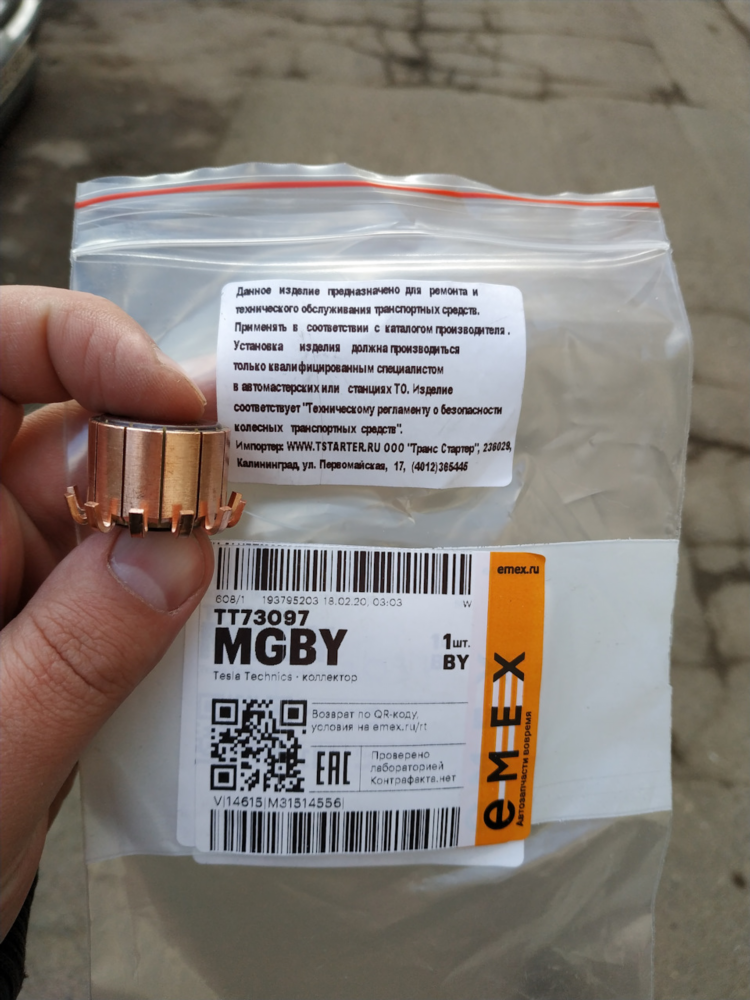 Данное изделие предназначено для ремонта и
технического обслуживания транспортных средств.
Применять в соответствии с каталогом производителя.
Установка изделия должна производиться
только квалифицированным специалистом
в автомастерских или станциях ТО. Изделие
соответствует "Техническому регламенту о безопасности
колесных транспортных средств".
Импортер: WWW.TSTARTER.RU ООО "Транс Стартер", 236029,
Калининград, ул. Первомайская, 17, (4012)365445
emex.ru
608/1 193795203 18.02.20, 03:03 W
TT73097
MGBY
1шт.
BY
Tesla Technics · коллектор
Возврат по QR-коду,
условия на emex.ru/rt
EAC
Проверено
лабораторией
Контрафакта.нет
V|14615|M31514556|
eMEX
Автозапчасти вовремя